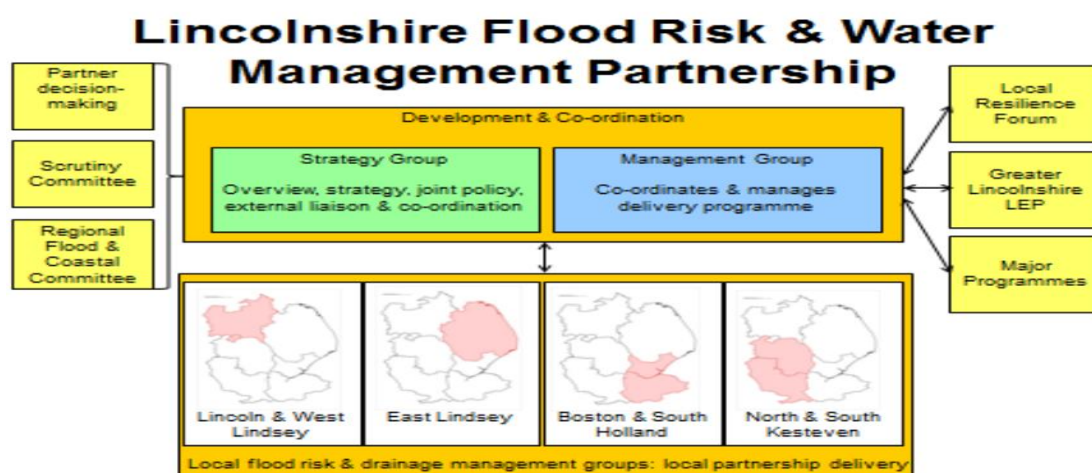 Lincolnshire Flood Risk & Water
Management Partnership
Partner
decision-
making
Scrutiny
Committee
Regional
Flood &
Coastal
Committee
Development & Co-ordination
Strategy Group
Overview, strategy, joint policy,
external liaison & co-ordination
Management Group
Co-ordinates & manages
delivery programme
Local
Resilience
Forum
Greater
Lincolnshire
LEP
Major
Programmes
Lincoln & West
Lindsey
East Lindsey
Boston & South
Holland
North & South
Kesteven
Local flood risk & drainage management groups: local partnership delivery